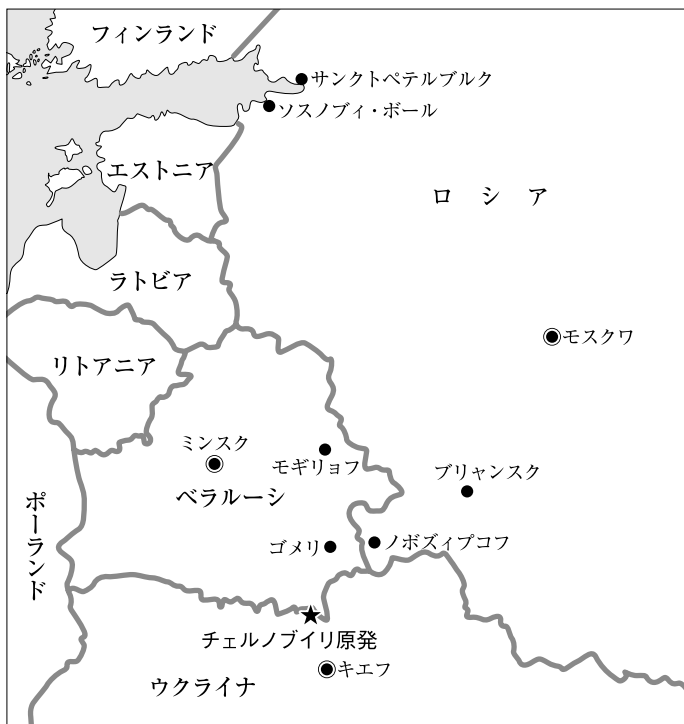 フィンランド
サンクトペテルブルク
ソスノブィ・ボール
エストニア
ロシア
ラトビア
モスクワ
リトアニア
ミンスク
モギリョフ
ブリャンスク
ベラルーシ
ポーランド
ゴメリ
ノボズィプコフ
チェルノブイリ原発
キエフ
ウクライナ